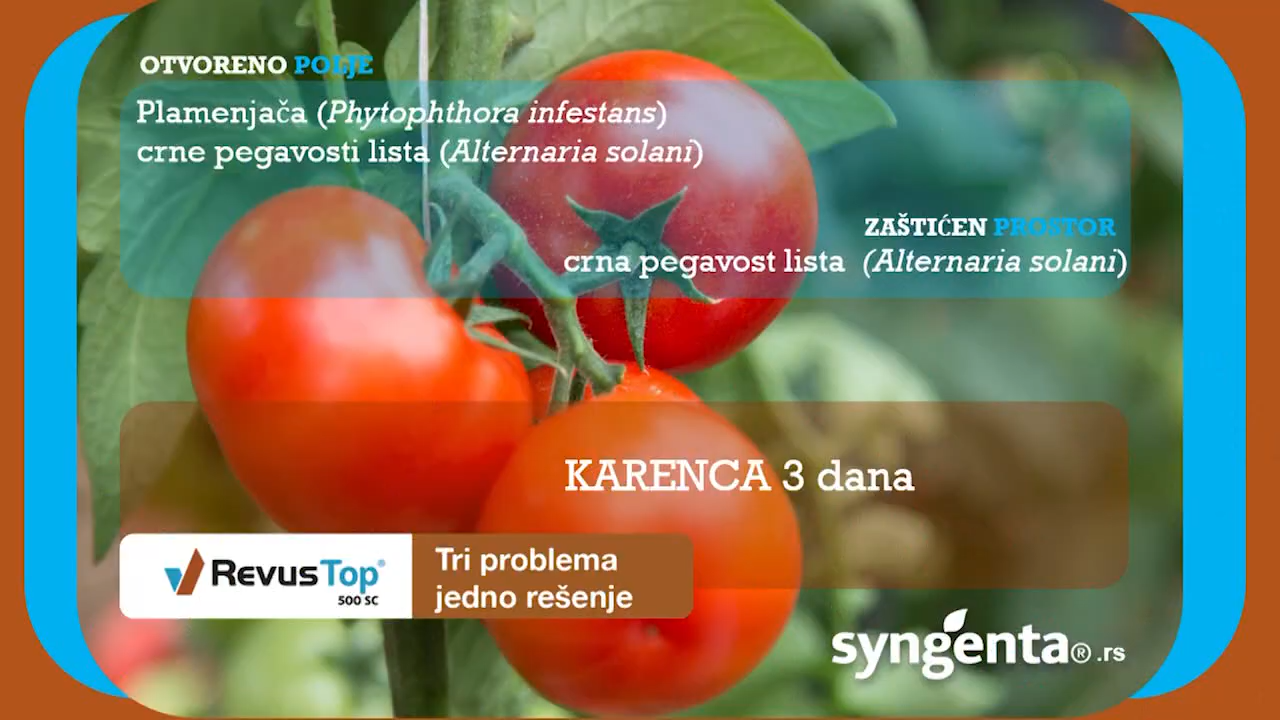 OTVORENO POLJE
Plamenjača (Phytophthora infestans)
crne pegavosti lista (Alternaria solani)
ZAŠTIĆEN PROSTOR
crna pegavost lista (Alternaria solani)
KARENCA 3 dana
RevusTop®
500 SC
Tri problema
jedno rešenje
syngenta® .rs